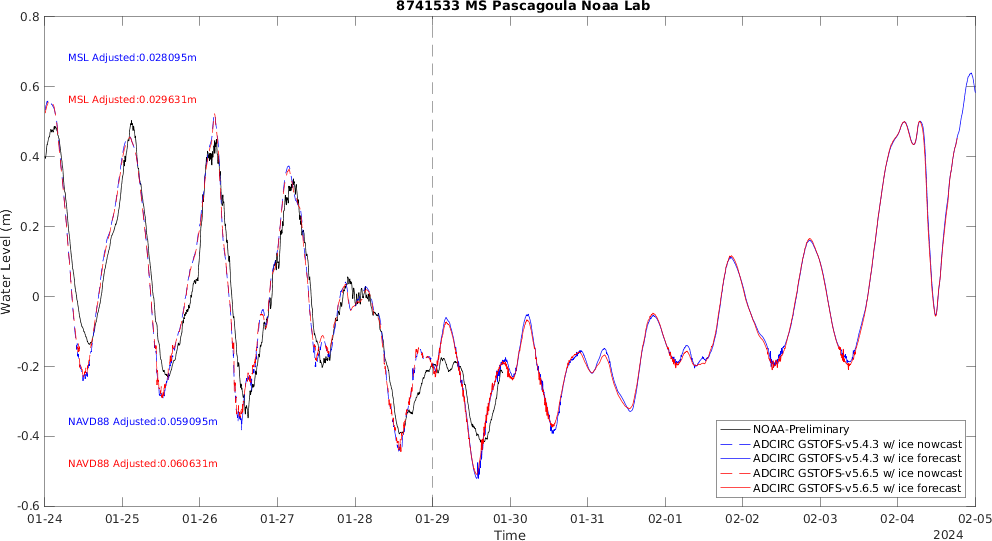 8741533 MS Pascagoula Noaa Lab
0.8
0.6
0.4
0.2
0
-0.2
-0.4
-0.6
Water Level (m)
MSL Adjusted:0.028095m
MSL Adjusted:0.029631m
NAVD88 Adjusted:0.059095m
NAVD88 Adjusted:0.060631m
NOAA-Preliminary
ADCIRC GSTOFS-v5.4.3 w/ ice nowcast
ADCIRC GSTOFS-v5.4.3 w/ ice forecast
ADCIRC GSTOFS-v5.6.5 w/ ice nowcast
ADCIRC GSTOFS-v5.6.5 w/ ice forecast
01-24 01-25 01-26 01-27 01-28 01-29 01-30 01-31 02-01 02-02 02-03 02-04 02-05
Time
2024